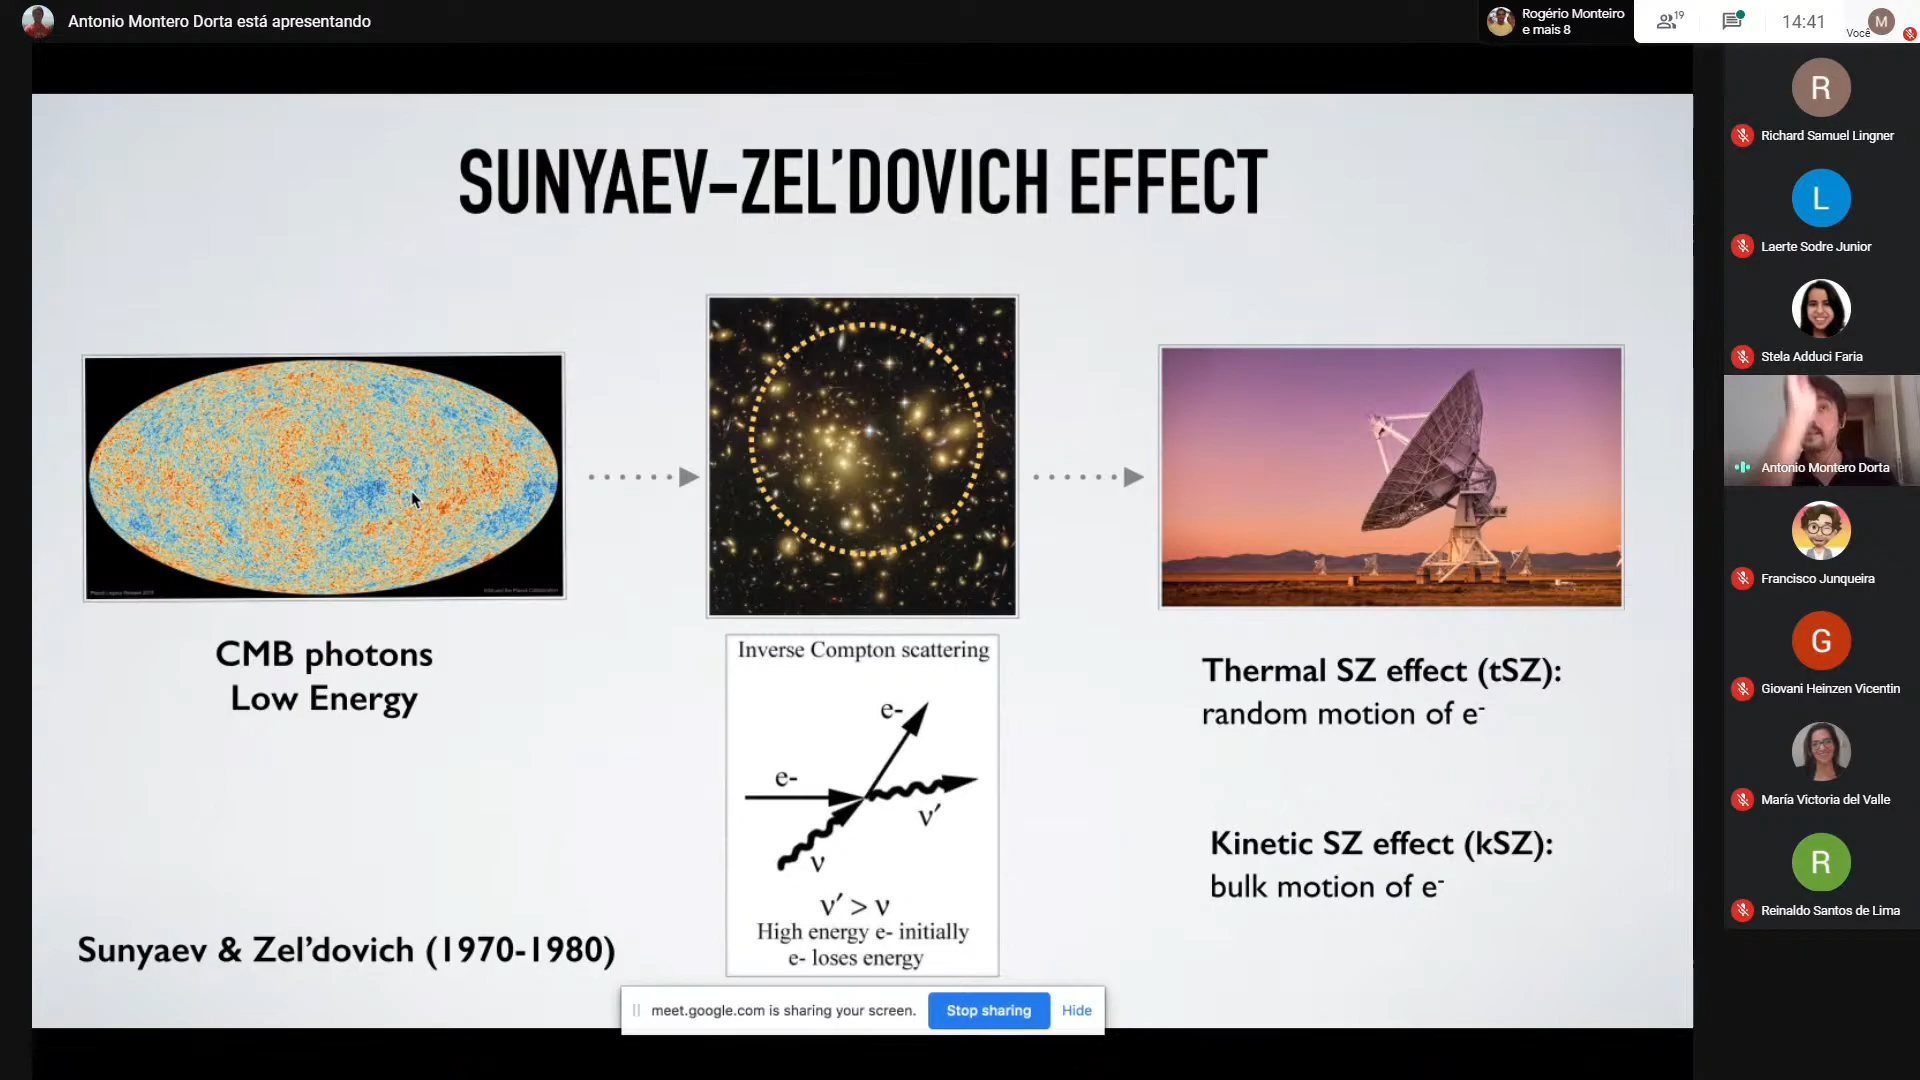 Antonio Montero Dorta está apresentando
Rogério Monteiro
e mais 8
19
14:41
Você
M
SUNYAEV–ZEL’DOVICH EFFECT
CMB photons
Low Energy
Sunyaev & Zel’dovich (1970-1980)
Inverse Compton scattering
e-
e-
ν′
ν
ν′ > ν
High energy e- initially
e- loses energy
Thermal SZ effect (tSZ):
random motion of e⁻
Kinetic SZ effect (kSZ):
bulk motion of e⁻
meet.google.com is sharing your screen.
Stop sharing
Hide
R
Richard Samuel Lingner
L
Laerte Sodre Junior
Stela Adduci Faria
Antonio Montero Dorta
Francisco Junqueira
G
Giovani Heinzen Vicentin
María Victoria del Valle
R
Reinaldo Santos de Lima